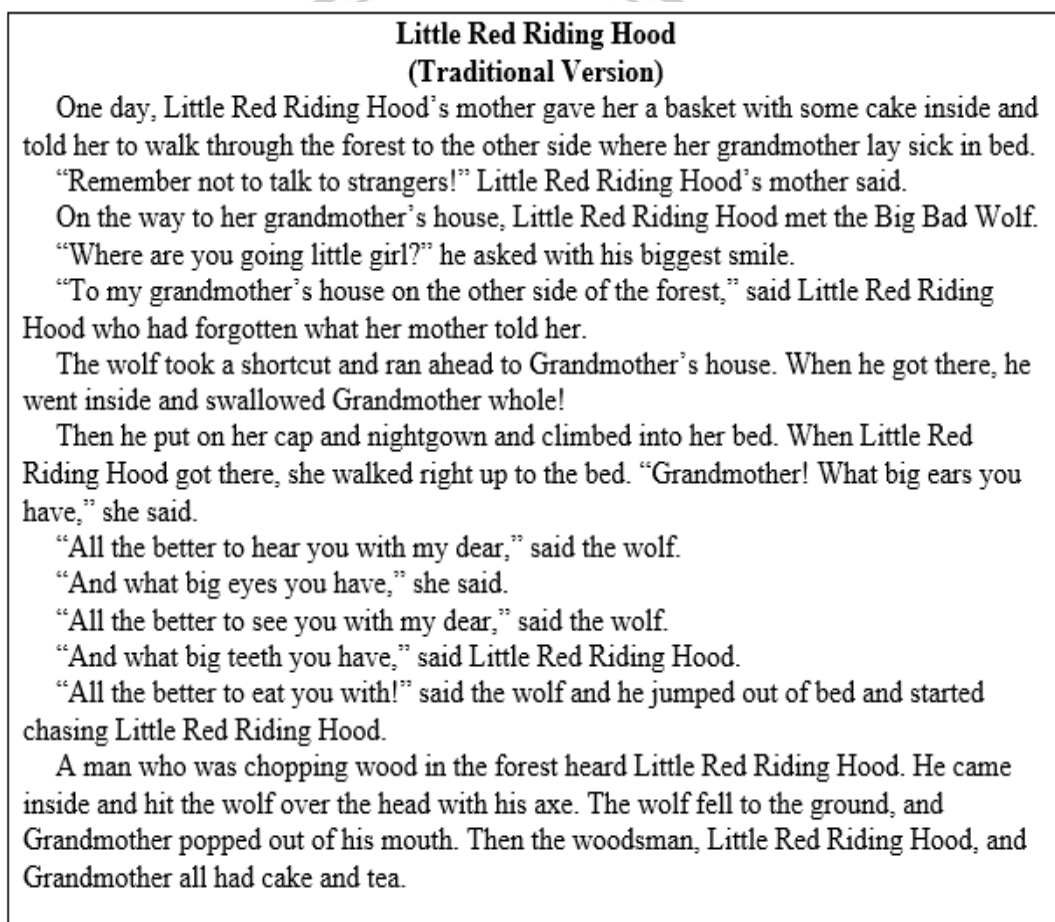 Little Red Riding Hood
(Traditional Version)
One day, Little Red Riding Hood’s mother gave her a basket with some cake inside and
told her to walk through the forest to the other side where her grandmother lay sick in bed.
“Remember not to talk to strangers!” Little Red Riding Hood’s mother said.
On the way to her grandmother’s house, Little Red Riding Hood met the Big Bad Wolf.
“Where are you going little girl?” he asked with his biggest smile.
“To my grandmother’s house on the other side of the forest,” said Little Red Riding
Hood who had forgotten what her mother told her.
The wolf took a shortcut and ran ahead to Grandmother’s house. When he got there, he
went inside and swallowed Grandmother whole!
Then he put on her cap and nightgown and climbed into her bed. When Little Red
Riding Hood got there, she walked right up to the bed. “Grandmother! What big ears you
have,” she said.
“All the better to hear you with my dear,” said the wolf.
“And what big eyes you have,” she said.
“All the better to see you with my dear,” said the wolf.
“And what big teeth you have,” said Little Red Riding Hood.
“All the better to eat you with!” said the wolf and he jumped out of bed and started
chasing Little Red Riding Hood.
A man who was chopping wood in the forest heard Little Red Riding Hood. He came
inside and hit the wolf over the head with his axe. The wolf fell to the ground, and
Grandmother popped out of his mouth. Then the woodsman, Little Red Riding Hood, and
Grandmother all had cake and tea.